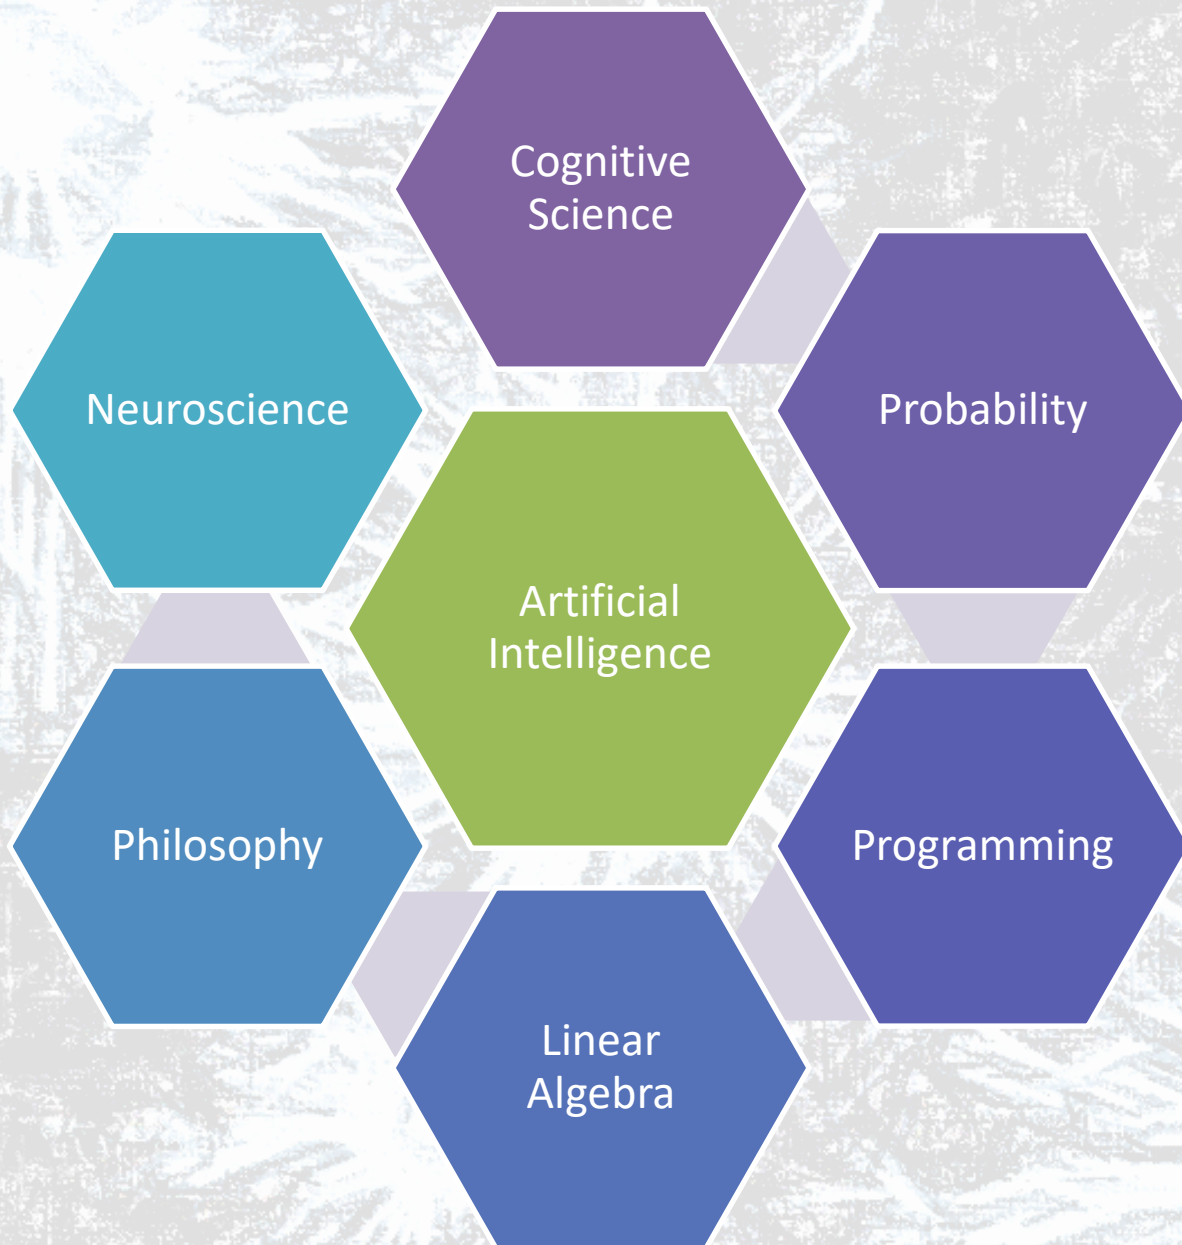 Cognitive
Science
Neuroscience
Probability
Artificial
Intelligence
Philosophy
Programming
Linear
Algebra